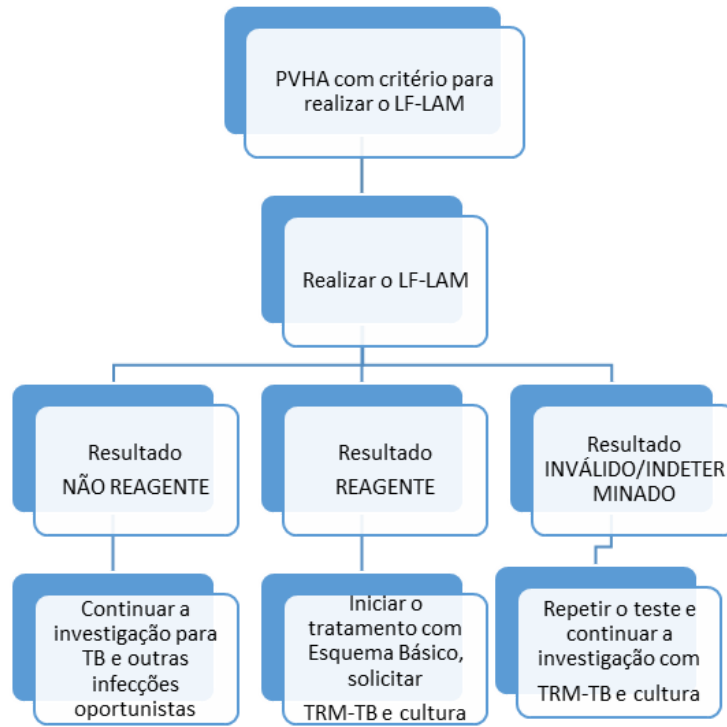 PVHA com critério para
realizar o LF-LAM
Realizar o LF-LAM
Resultado
NÃO REAGENTE
Resultado
REAGENTE
Resultado
INVÁLIDO/INDETER
MINADO
Continuar a
investigação para
TB e outras
infecções
oportunistas
Iniciar o
tratamento com
Esquema Básico,
solicitar
TRM-TB e cultura
Repetir o teste e
continuar a
investigação com
TRM-TB e cultura